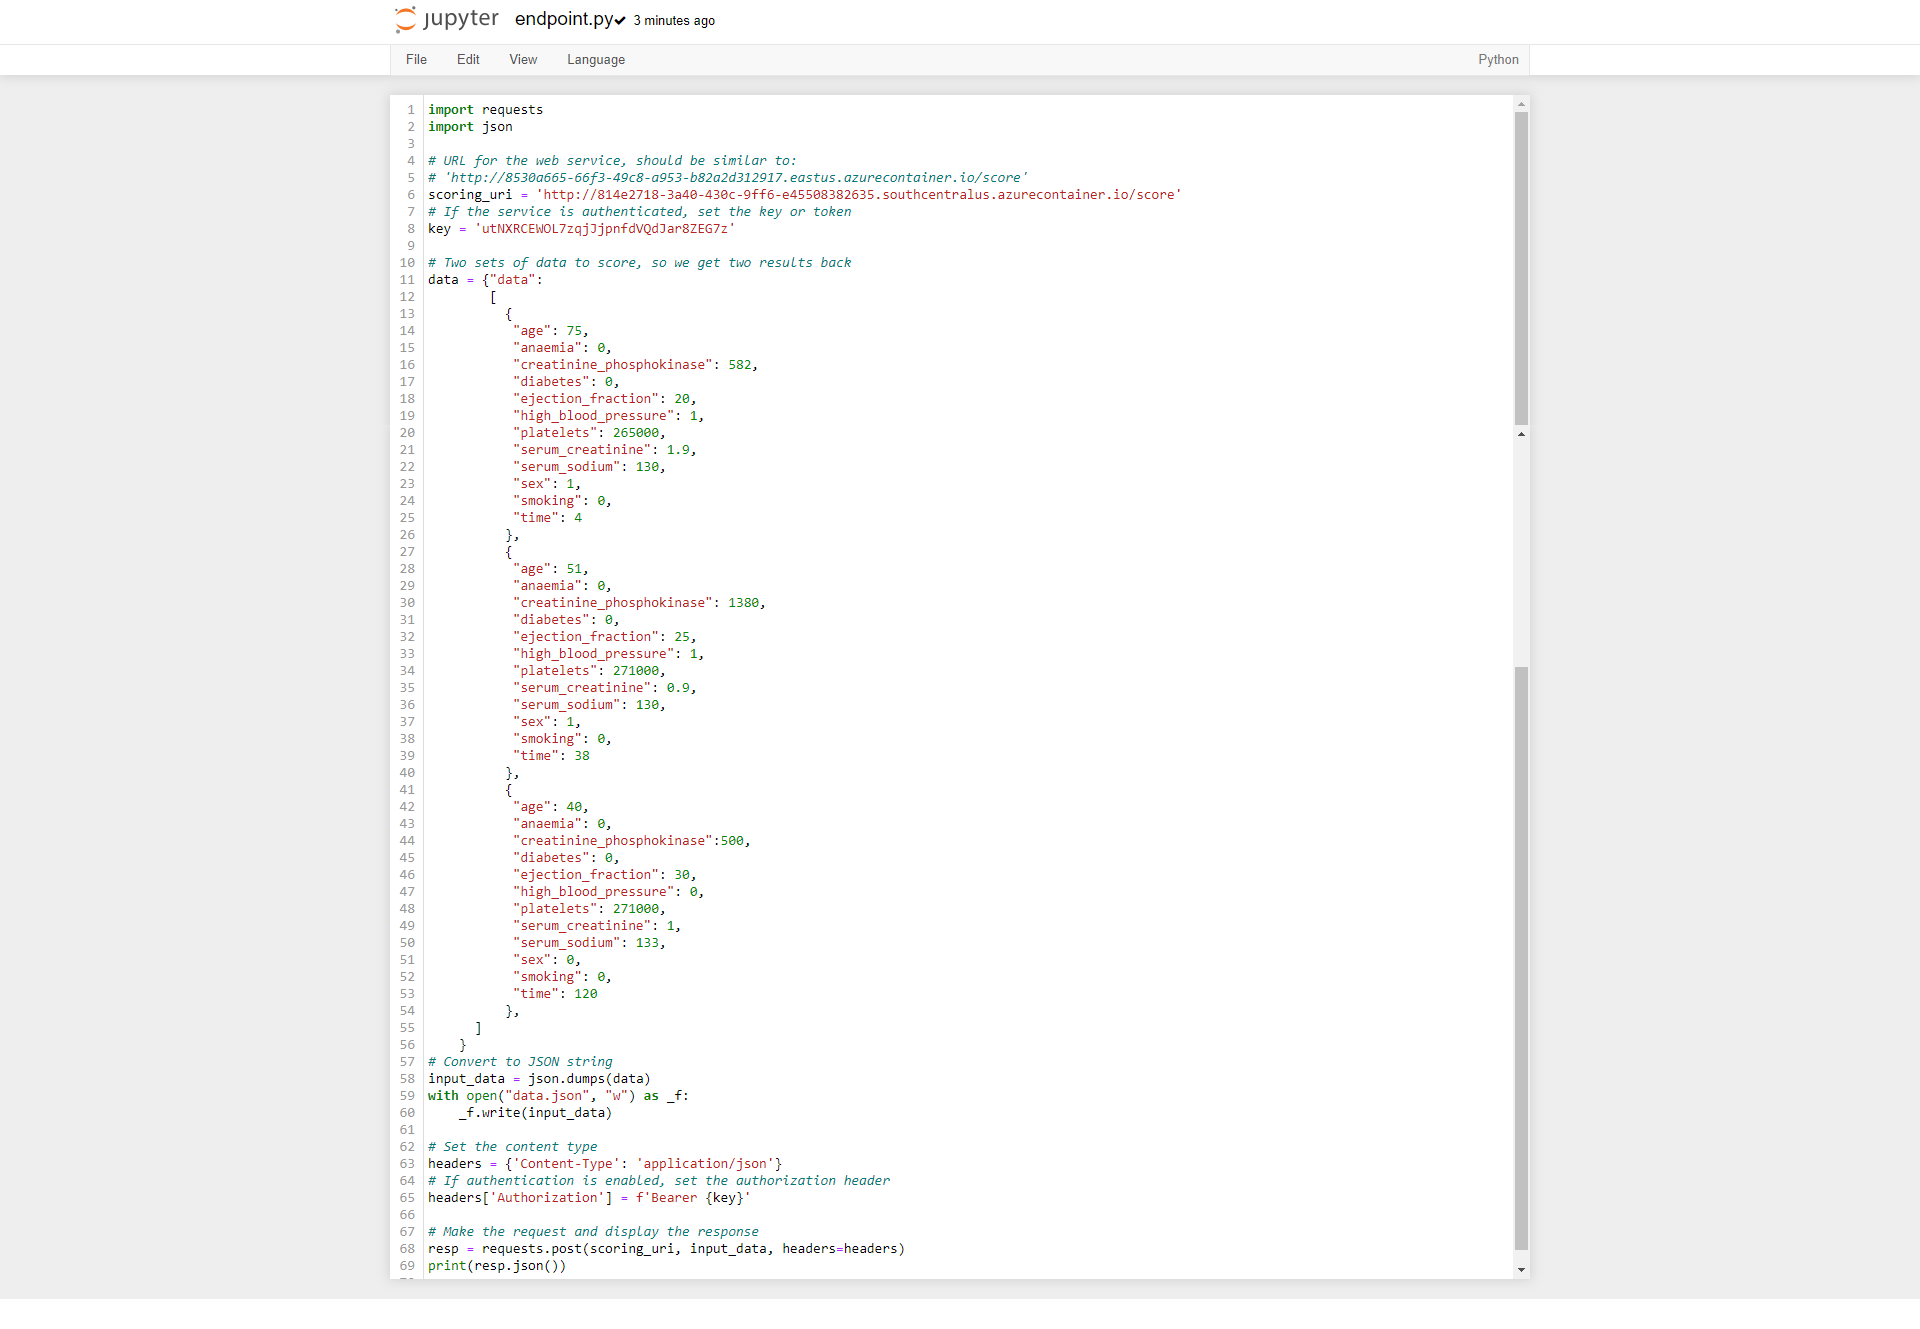 jupyter endpoint.py✔ 3 minutes ago
File Edit View Language Python
1 import requests
2 import json
3
4 # URL for the web service, should be similar to:
5 # 'http://8530a665-66f3-49c8-a953-b82a2d312917.eastus.azurecontainer.io/score'
6 scoring_uri = 'http://814e2718-3a40-430c-9ff6-e45508382635.southcentralus.azurecontainer.io/score'
7 # If the service is authenticated, set the key or token
8 key = 'utNXRCEWOL7zqjJjpnfdVQdJar8ZEG7z'
9
10 # Two sets of data to score, so we get two results back
11 data = {"data":
12         [
13           {
14            "age": 75,
15            "anaemia": 0,
16            "creatinine_phosphokinase": 582,
17            "diabetes": 0,
18            "ejection_fraction": 20,
19            "high_blood_pressure": 1,
20            "platelets": 265000,
21            "serum_creatinine": 1.9,
22            "serum_sodium": 130,
23            "sex": 1,
24            "smoking": 0,
25            "time": 4
26           },
27           {
28            "age": 51,
29            "anaemia": 0,
30            "creatinine_phosphokinase": 1380,
31            "diabetes": 0,
32            "ejection_fraction": 25,
33            "high_blood_pressure": 1,
34            "platelets": 271000,
35            "serum_creatinine": 0.9,
36            "serum_sodium": 130,
37            "sex": 1,
38            "smoking": 0,
39            "time": 38
40           },
41           {
42            "age": 40,
43            "anaemia": 0,
44            "creatinine_phosphokinase":500,
45            "diabetes": 0,
46            "ejection_fraction": 30,
47            "high_blood_pressure": 0,
48            "platelets": 271000,
49            "serum_creatinine": 1,
50            "serum_sodium": 133,
51            "sex": 0,
52            "smoking": 0,
53            "time": 120
54           },
55       ]
56     }
57 # Convert to JSON string
58 input_data = json.dumps(data)
59 with open("data.json", "w") as _f:
60     _f.write(input_data)
61
62 # Set the content type
63 headers = {'Content-Type': 'application/json'}
64 # If authentication is enabled, set the authorization header
65 headers['Authorization'] = f'Bearer {key}'
66
67 # Make the request and display the response
68 resp = requests.post(scoring_uri, input_data, headers=headers)
69 print(resp.json())